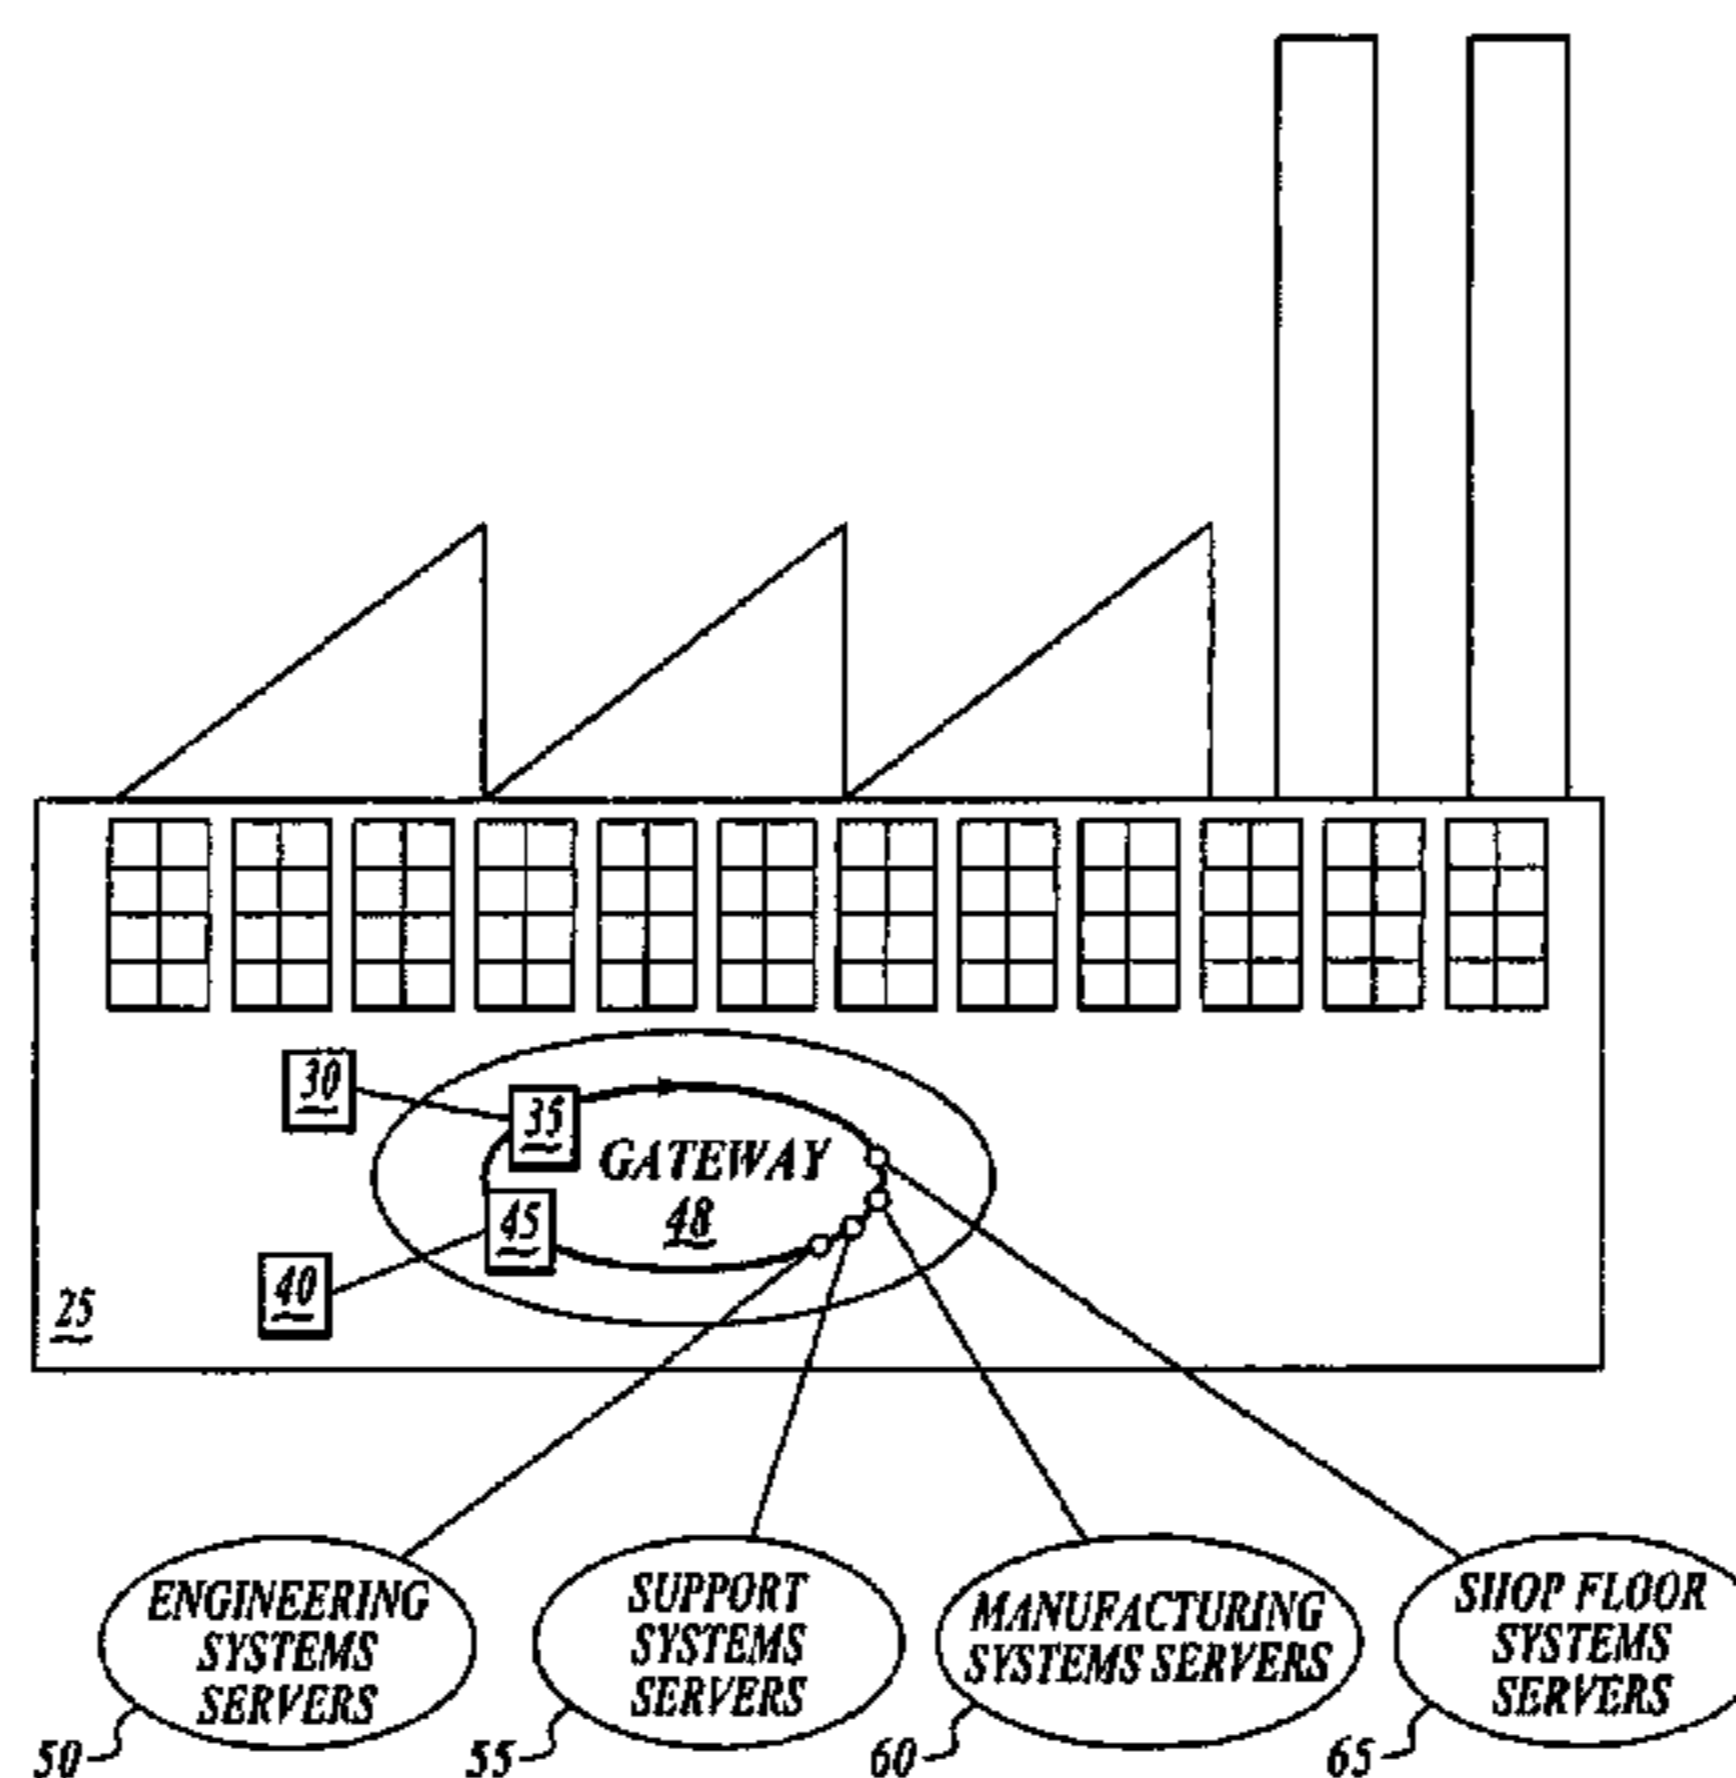 30
35
GATEWAY
48
45
40
25
ENGINEERING
SYSTEMS
SERVERS
50
SUPPORT
SYSTEMS
SERVERS
55
MANUFACTURING
SYSTEMS SERVERS
60
SHOP FLOOR
SYSTEMS
SERVERS
65